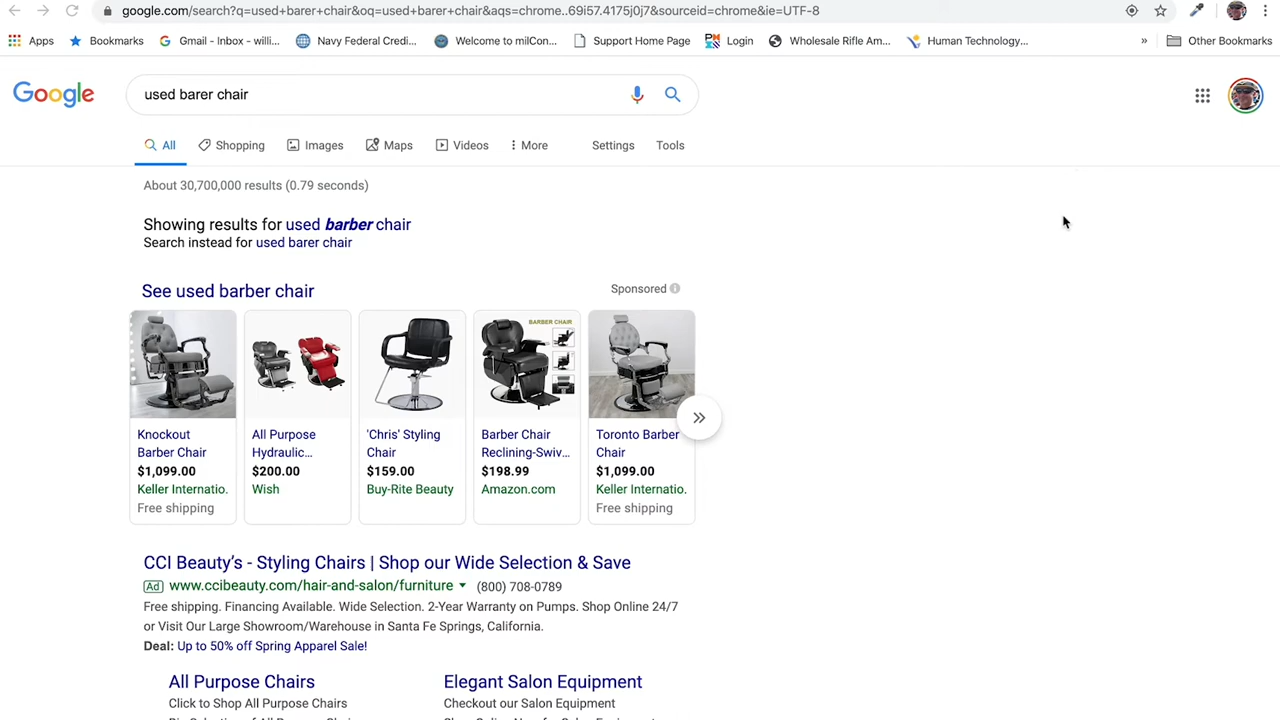 google.com/search?q=used+barer+chair&oq=used+barer+chair&aqs=chrome..69i57.4175j0j7&sourceid=chrome&ie=UTF-8
Apps Bookmarks Gmail - Inbox - willi... Navy Federal Credi... Welcome to milCon... Support Home Page Login Wholesale Rifle Am... Human Technology... » Other Bookmarks
Google used barer chair
All Shopping Images Maps Videos More Settings Tools
About 30,700,000 results (0.79 seconds)
Showing results for used barber chair
Search instead for used barer chair
See used barber chair Sponsored
BARBER CHAIR
Knockout
Barber Chair
$1,099.00
Keller Internatio.
Free shipping
All Purpose
Hydraulic...
$200.00
Wish
'Chris' Styling
Chair
$159.00
Buy-Rite Beauty
Barber Chair
Reclining-Swiv...
$198.99
Amazon.com
Toronto Barber
Chair
$1,099.00
Keller Internatio.
Free shipping
CCI Beauty's - Styling Chairs | Shop our Wide Selection & Save
Ad www.ccibeauty.com/hair-and-salon/furniture (800) 708-0789
Free shipping. Financing Available. Wide Selection. 2-Year Warranty on Pumps. Shop Online 24/7
or Visit Our Large Showroom/Warehouse in Santa Fe Springs, California.
Deal: Up to 50% off Spring Apparel Sale!
All Purpose Chairs
Click to Shop All Purpose Chairs
Elegant Salon Equipment
Checkout our Salon Equipment